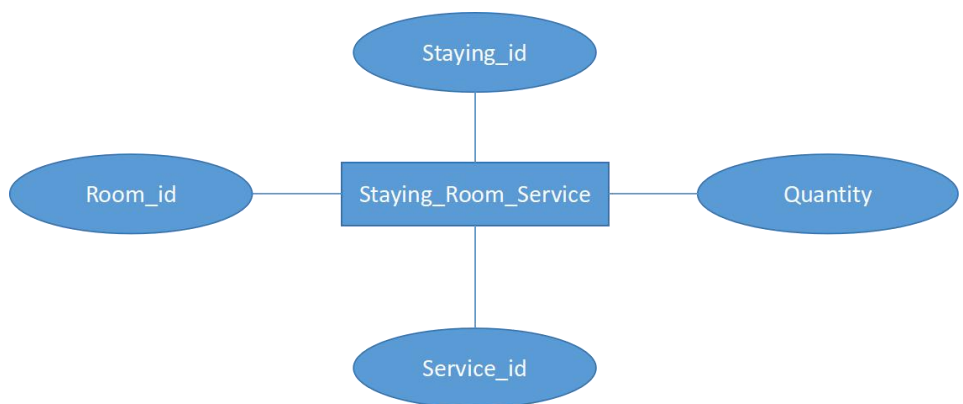 Staying_id
Room_id
Staying_Room_Service
Quantity
Service_id